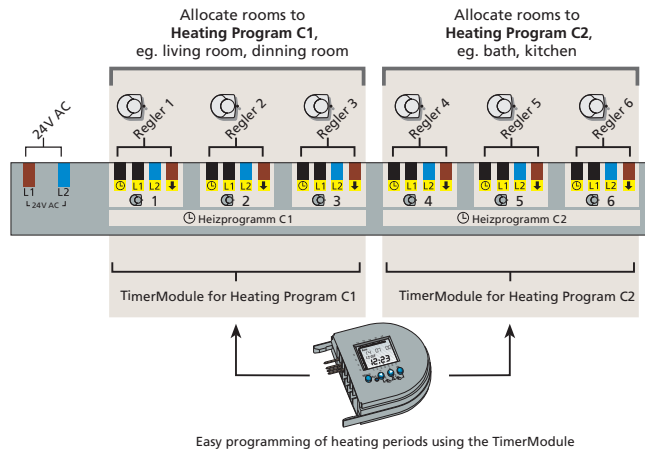 Allocate rooms to
Heating Program C1,
eg. living room, dinning room
Allocate rooms to
Heating Program C2,
eg. bath, kitchen
24V AC
Regler 1
Regler 2
Regler 3
Regler 4
Regler 5
Regler 6
L1 L2
24V AC
L1 L2
L1 L2
L1 L2
L1 L2
L1 L2
L1 L2
1 2 3 4 5 6
Heizprogramm C1
Heizprogramm C2
TimerModule for Heating Program C1
TimerModule for Heating Program C2
12:23
Easy programming of heating periods using the TimerModule